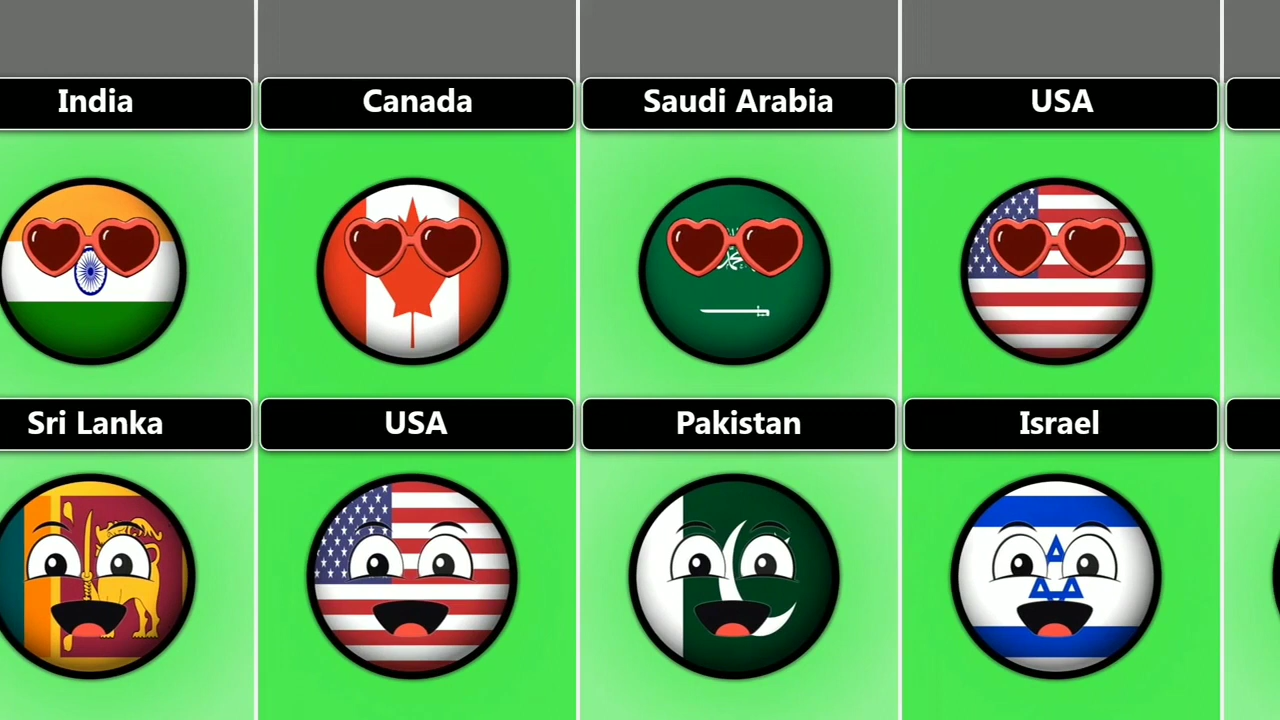 India
Canada
Saudi Arabia
USA
Sri Lanka
USA
Pakistan
Israel